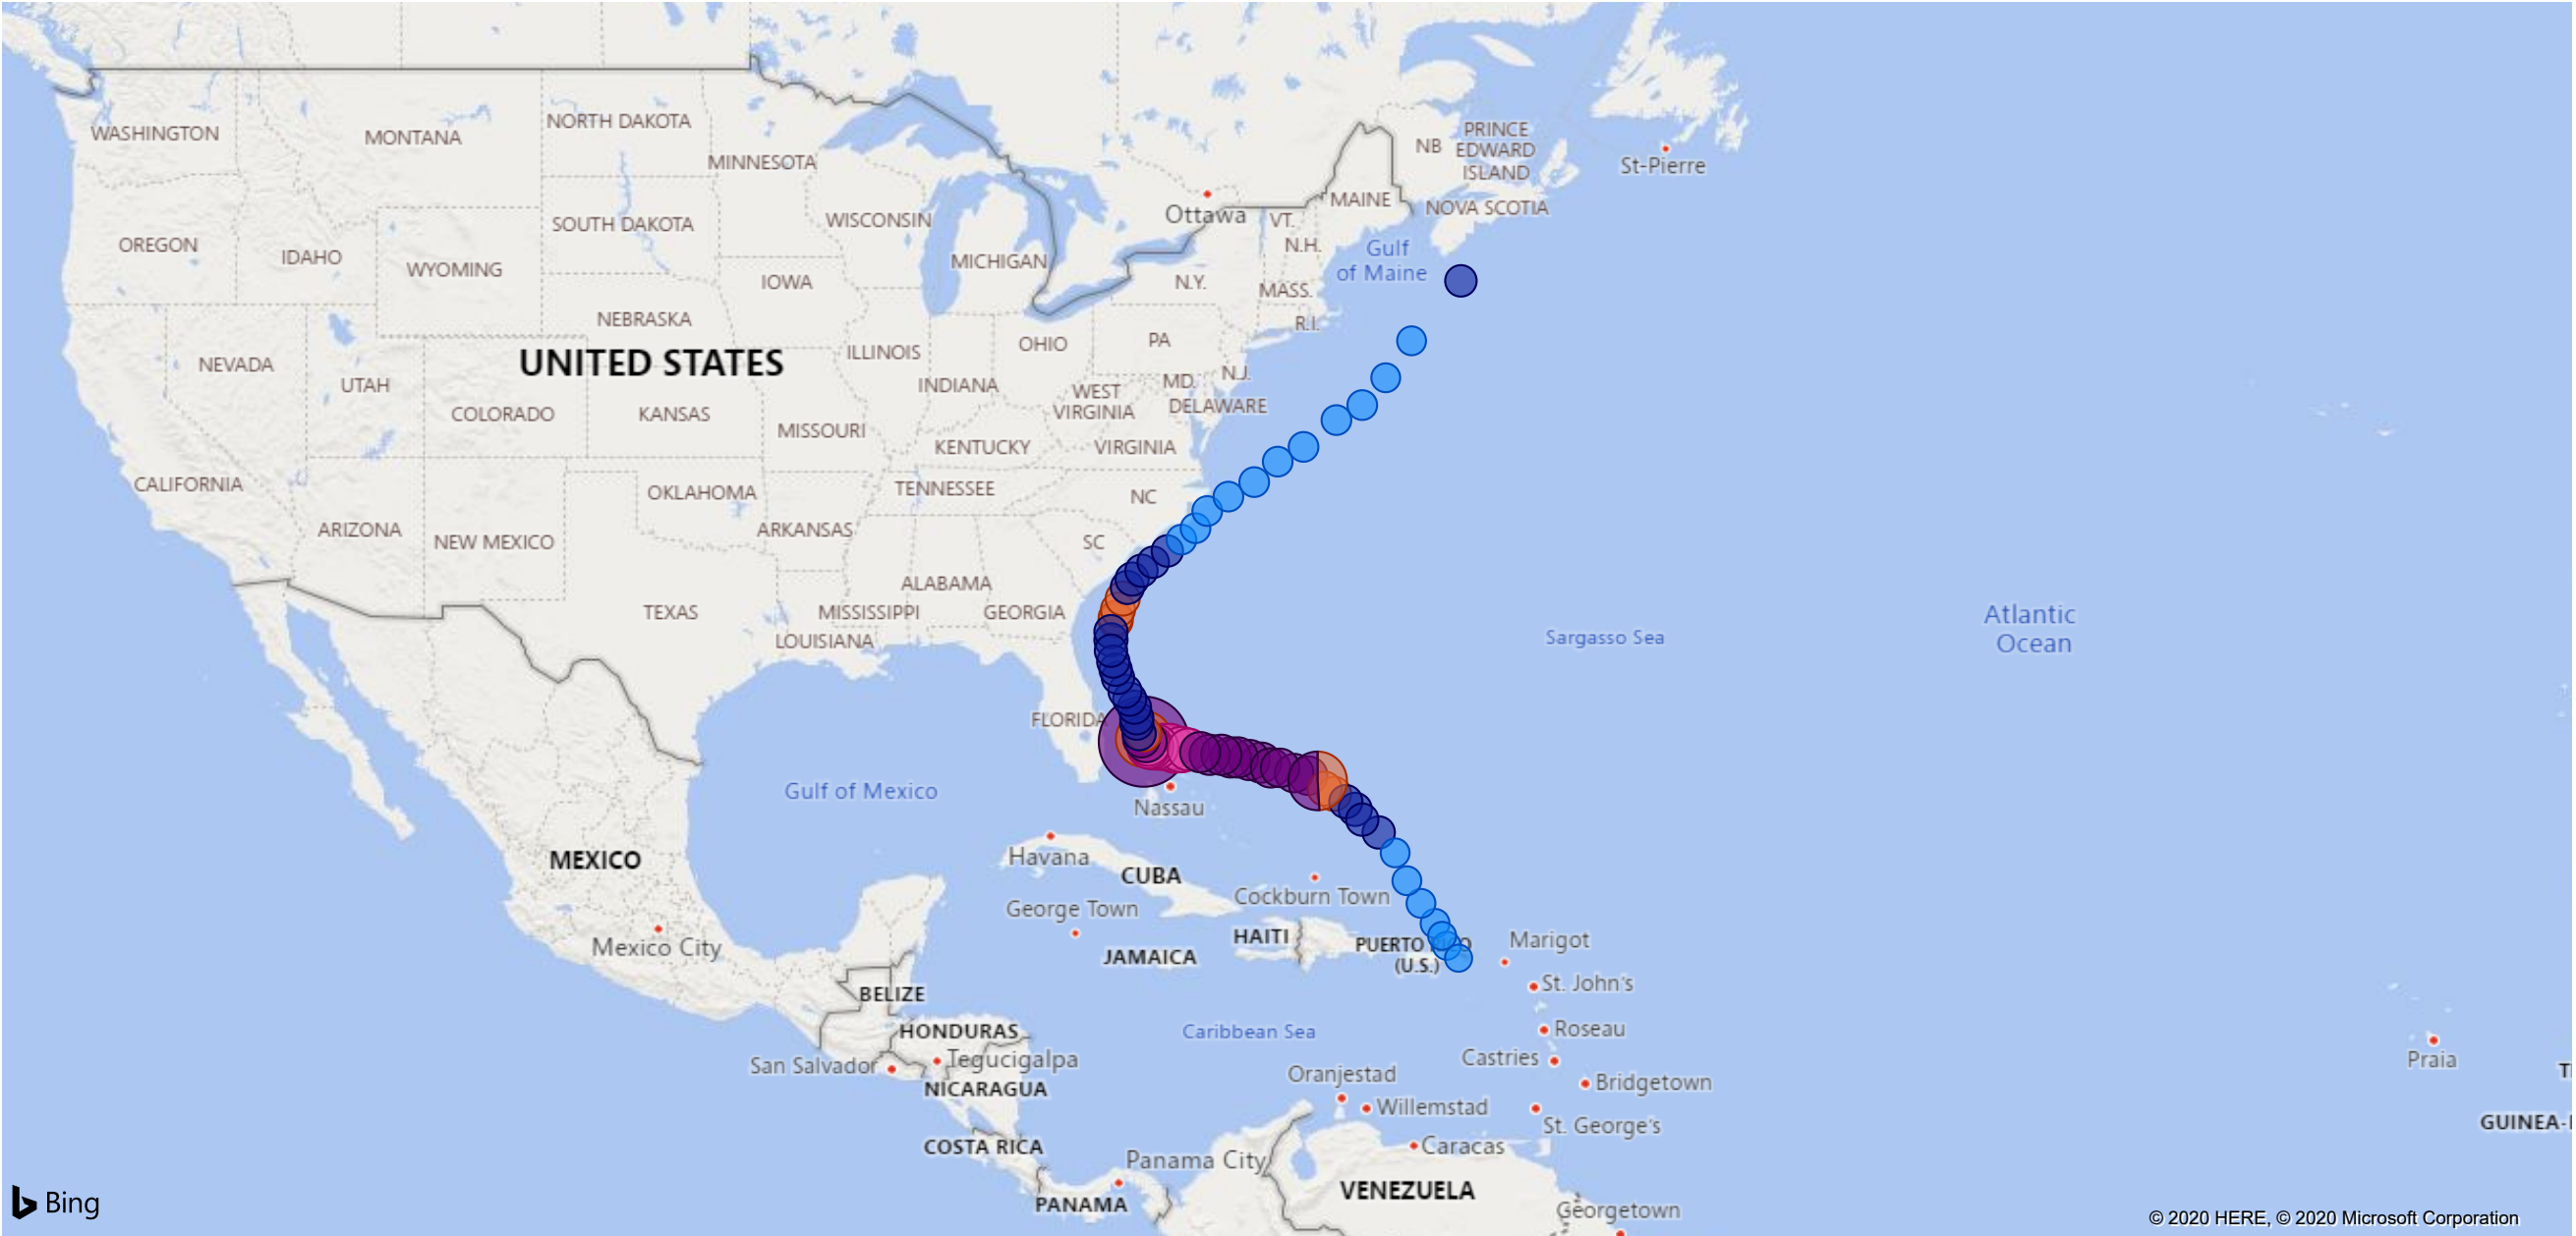 WASHINGTON
MONTANA
NORTH DAKOTA
MINNESOTA
SOUTH DAKOTA
WISCONSIN
OREGON
IDAHO
WYOMING
MICHIGAN
IOWA
NEBRASKA
NEVADA
UTAH
UNITED STATES
ILLINOIS
INDIANA
OHIO
PA
N.Y.
Ottawa
VT.
N.H.
MASS.
R.I.
MAINE
NB
PRINCE
EDWARD
ISLAND
NOVA SCOTIA
St-Pierre
Gulf
of Maine
COLORADO
KANSAS
MISSOURI
WEST
VIRGINIA
MD.
N.J.
DELAWARE
KENTUCKY
VIRGINIA
CALIFORNIA
ARIZONA
NEW MEXICO
OKLAHOMA
ARKANSAS
TENNESSEE
NC
SC
TEXAS
LOUISIANA
MISSISSIPPI
ALABAMA
GEORGIA
FLORIDA
Sargasso Sea
Atlantic
Ocean
Gulf of Mexico
Nassau
MEXICO
Mexico City
Havana
CUBA
George Town
Cockburn Town
JAMAICA
HAITI
PUERTO
(U.S.)
Marigot
St. John's
Roseau
Castries
Bridgetown
St. George's
Caribbean Sea
BELIZE
HONDURAS
Tegucigalpa
San Salvador
NICARAGUA
COSTA RICA
Panama City
PANAMA
Oranjestad
Willemstad
Caracas
VENEZUELA
Georgetown
Praia
GUINEA-
Bing
© 2020 HERE, © 2020 Microsoft Corporation